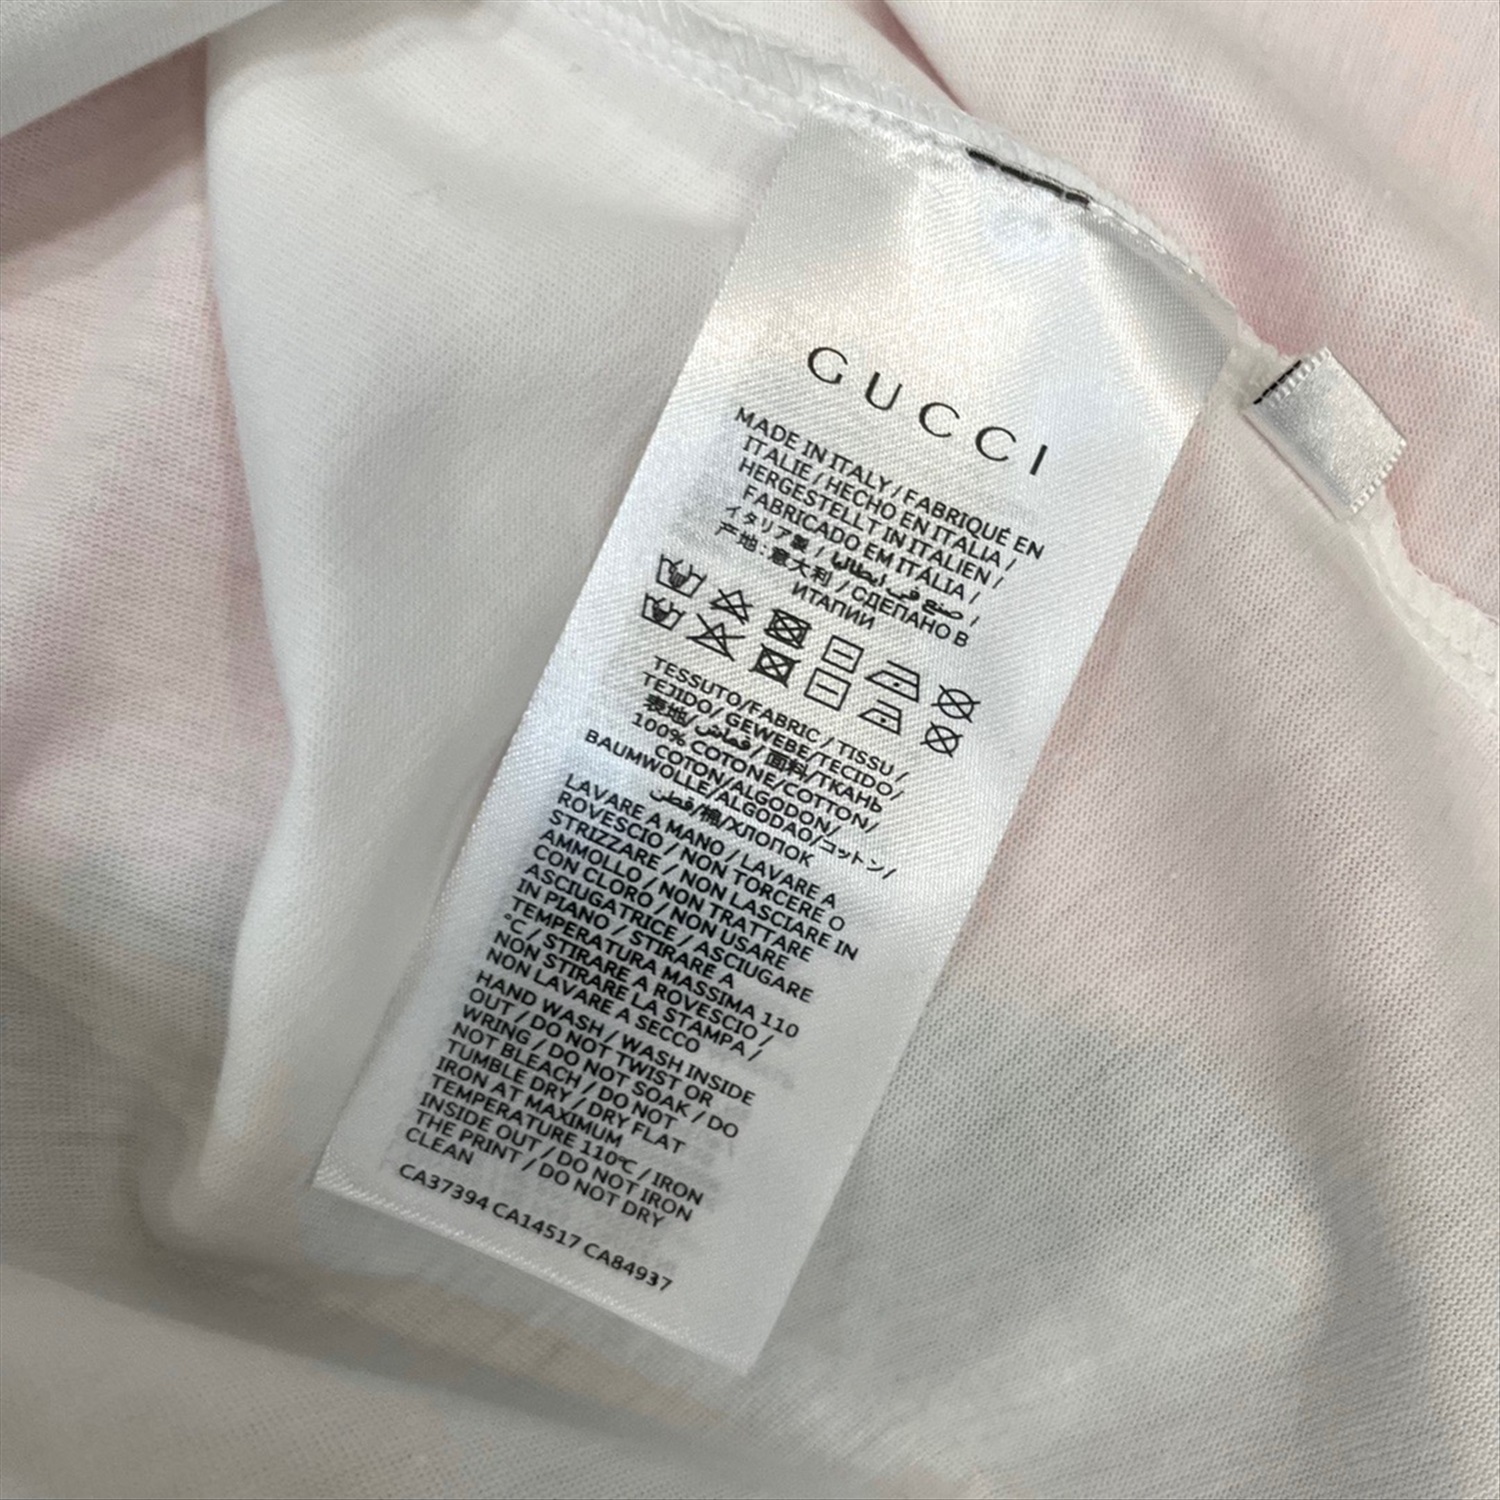 GUCCI
MADE IN ITALY / FABRIQUÉ EN
ITALIE / HECHO EN ITALIA /
HERGESTELLT IN ITALIEN /
FABRICADO EM ITÁLIA /
イタリア製 / صنع في ايطاليا /
产地: 意大利 / СДЕЛАНО В
ИТАЛИИ
TESSUTO/FABRIC / TISSU /
TEJIDO/ GEWEBE/TECIDO/
表地/ قماش / 面料/ТКАНЬ
100% COTONE/COTTON/
COTON/ALGODON/
BAUMWOLLE/ALGODAO/コットン/
قطن/棉/ХЛОПОК
LAVARE A MANO / LAVARE A
ROVESCIO / NON TORCERE O
STRIZZARE / NON LASCIARE IN
AMMOLLO / NON TRATTARE
CON CLORO / NON USARE
ASCIUGATRICE / ASCIUGARE
IN PIANO / STIRARE A
TEMPERATURA MASSIMA 110
°C / STIRARE A ROVESCIO /
NON STIRARE LA STAMPA /
NON LAVARE A SECCO
HAND WASH / WASH INSIDE
OUT / DO NOT TWIST OR
WRING / DO NOT SOAK / DO
NOT BLEACH / DO NOT
TUMBLE DRY / DRY FLAT
IRON AT MAXIMUM
TEMPERATURE 110℃ / IRON
INSIDE OUT / DO NOT IRON
THE PRINT / DO NOT DRY
CLEAN
CA37394 CA14517 CA84937